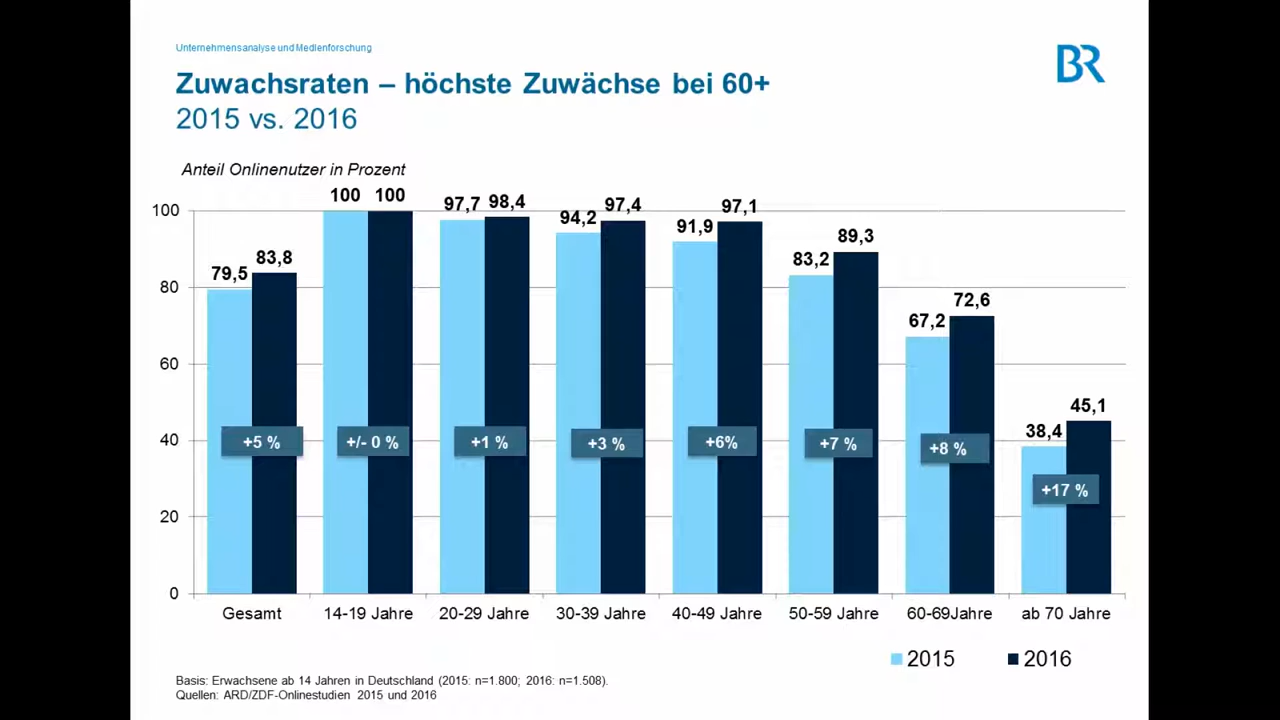 Unternehmensanalyse und Medienforschung
BR
Zuwachsraten – höchste Zuwächse bei 60+
2015 vs. 2016
Anteil Onlinenutzer in Prozent
100 100
97,7 98,4
94,2 97,4
91,9 97,1
83,2 89,3
79,5 83,8
67,2 72,6
38,4 45,1
100
80
60
40
20
0
+5 % +/- 0 % +1 % +3 % +6% +7 % +8 % +17 %
Gesamt 14-19 Jahre 20-29 Jahre 30-39 Jahre 40-49 Jahre 50-59 Jahre 60-69Jahre ab 70 Jahre
2015 2016
Basis: Erwachsene ab 14 Jahren in Deutschland (2015: n=1.800; 2016: n=1.508).
Quellen: ARD/ZDF-Onlinestudien 2015 und 2016